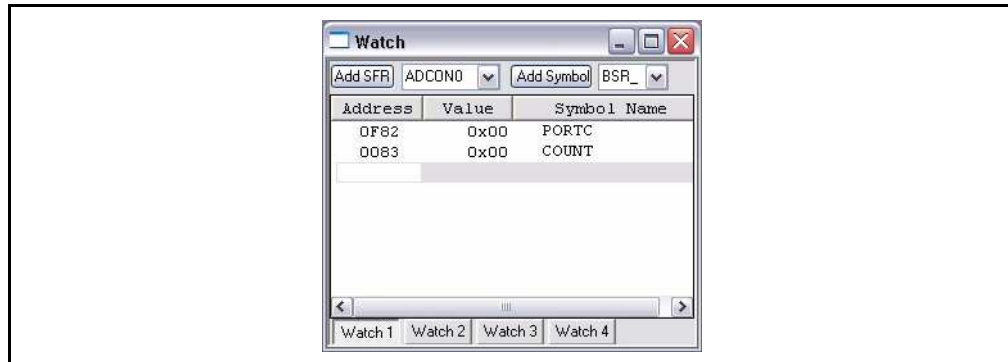 Watch
Add SFR ADCON0 Add Symbol BSR_
Address Value Symbol Name
0F82 0x00 PORTC
0083 0x00 COUNT
Watch 1 Watch 2 Watch 3 Watch 4